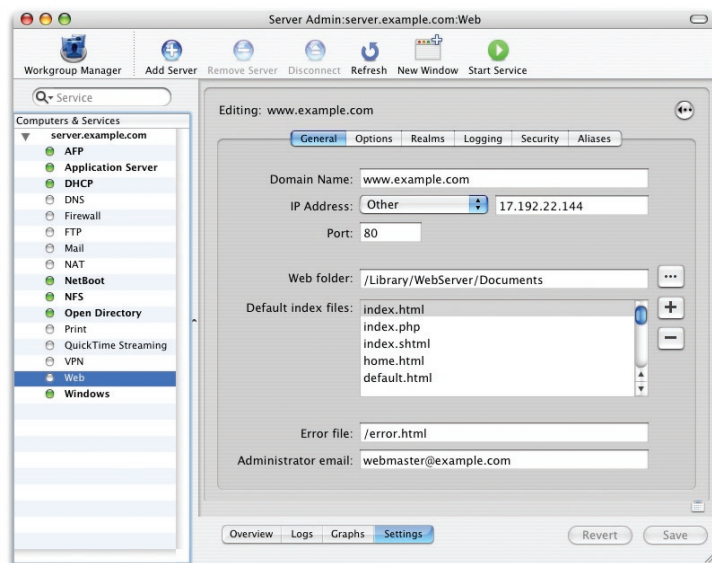 Server Admin:server.example.com:Web
Workgroup Manager Add Server Remove Server Disconnect Refresh New Window Start Service
Service
Computers & Services
server.example.com
AFP
Application Server
DHCP
DNS
Firewall
FTP
Mail
NAT
NetBoot
NFS
Open Directory
Print
QuickTime Streaming
VPN
Web
Windows
Editing: www.example.com
General Options Realms Logging Security Aliases
Domain Name: www.example.com
IP Address: Other 17.192.22.144
Port: 80
Web folder: /Library/WebServer/Documents ...
Default index files: index.html
index.php
index.shtml
home.html
default.html
Error file: /error.html
Administrator email: webmaster@example.com
Overview Logs Graphs Settings Revert Save